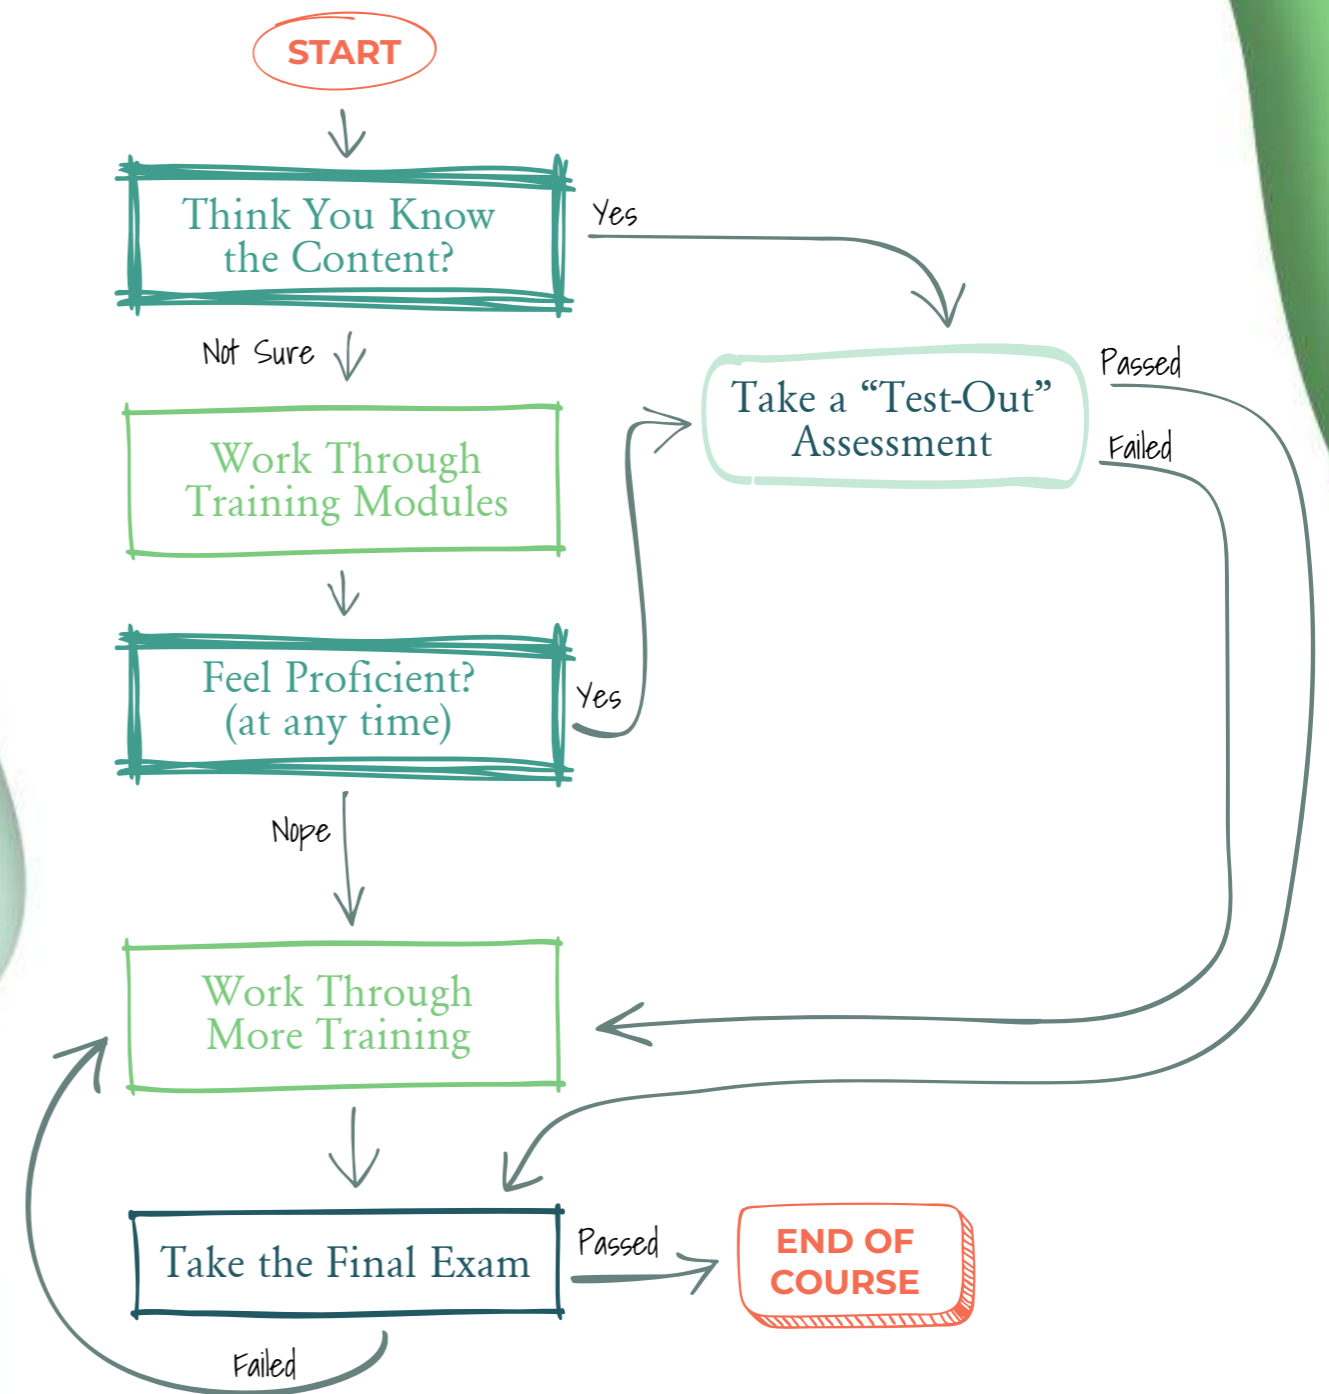 START
Think You Know
the Content?
Yes
Not Sure
Take a “Test-Out”
Assessment
Passed
Failed
Work Through
Training Modules
Feel Proficient?
(at any time)
Yes
Nope
Work Through
More Training
Take the Final Exam
Passed
END OF
COURSE
Failed